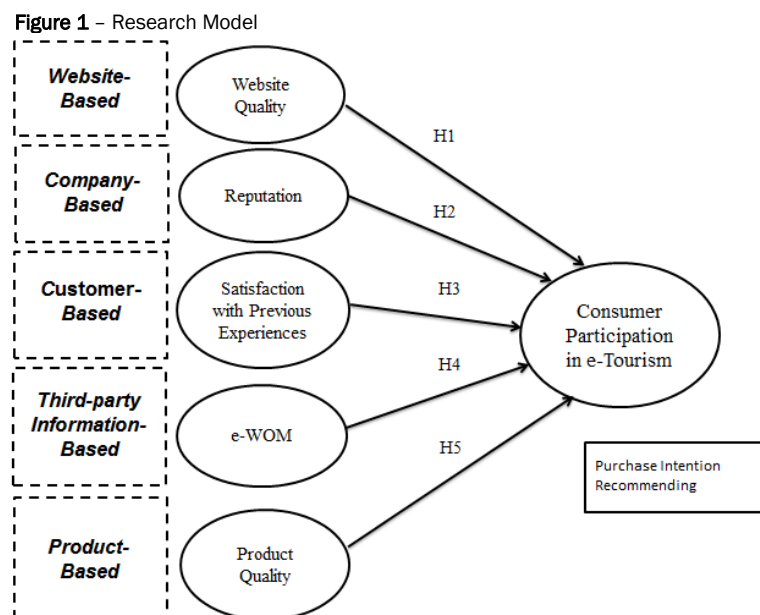 Figure 1 – Research Model
Website-
Based
Website
Quality
H1
Company-
Based
Reputation
H2
Customer-
Based
Satisfaction
with Previous
Experiences
H3
Consumer
Participation
in e-Tourism
Third-party
Information-
Based
e-WOM
H4
H5
Purchase Intention
Recommending
Product-
Based
Product
Quality